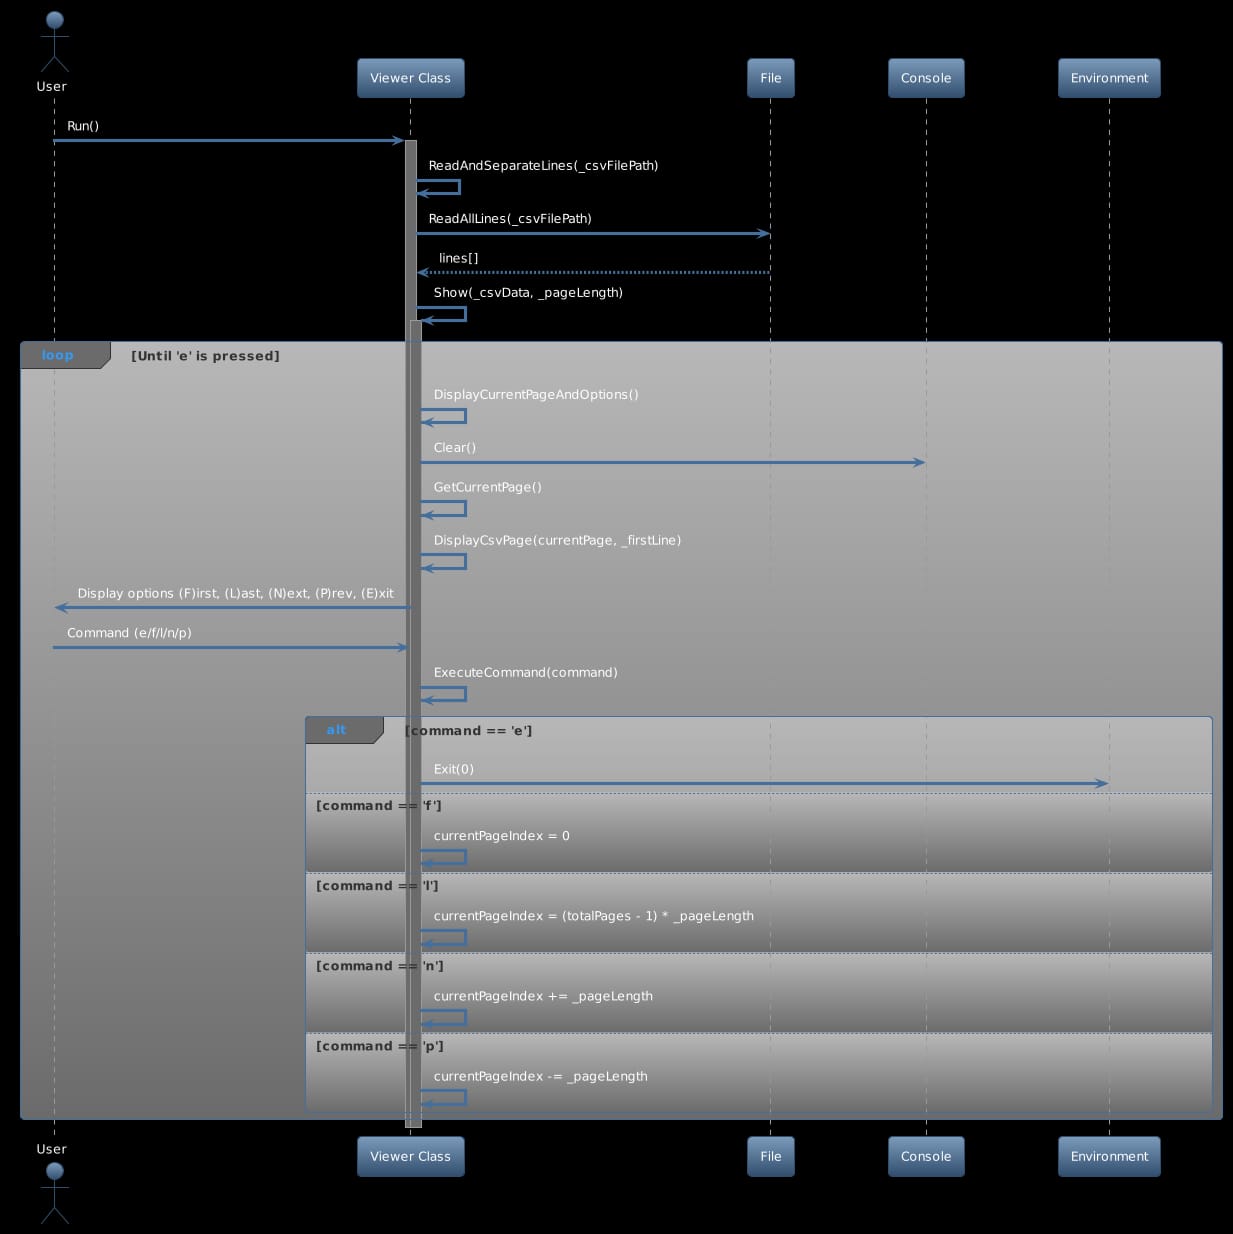 User
Viewer Class
File
Console
Environment
Run()
ReadAndSeparateLines(_csvFilePath)
ReadAllLines(_csvFilePath)
lines[]
Show(_csvData, _pageLength)
loop [Until 'e' is pressed]
DisplayCurrentPageAndOptions()
Clear()
GetCurrentPage()
DisplayCsvPage(currentPage, _firstLine)
Display options (F)irst, (L)ast, (N)ext, (P)rev, (E)xit
Command (e/f/l/n/p)
ExecuteCommand(command)
alt [command == 'e']
Exit(0)
[command == 'f']
currentPageIndex = 0
[command == 'l']
currentPageIndex = (totalPages - 1) * _pageLength
[command == 'n']
currentPageIndex += _pageLength
[command == 'p']
currentPageIndex -= _pageLength
User
Viewer Class
File
Console
Environment